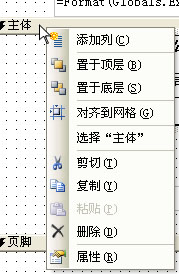 =Format(Globals.Ex
主体
添加列(C)
置于顶层(R)
置于底层(S)
对齐到网格(G)
选择“主体”
剪切(T)
复制(Y)
粘贴(P)
删除(D)
页脚
属性(R)